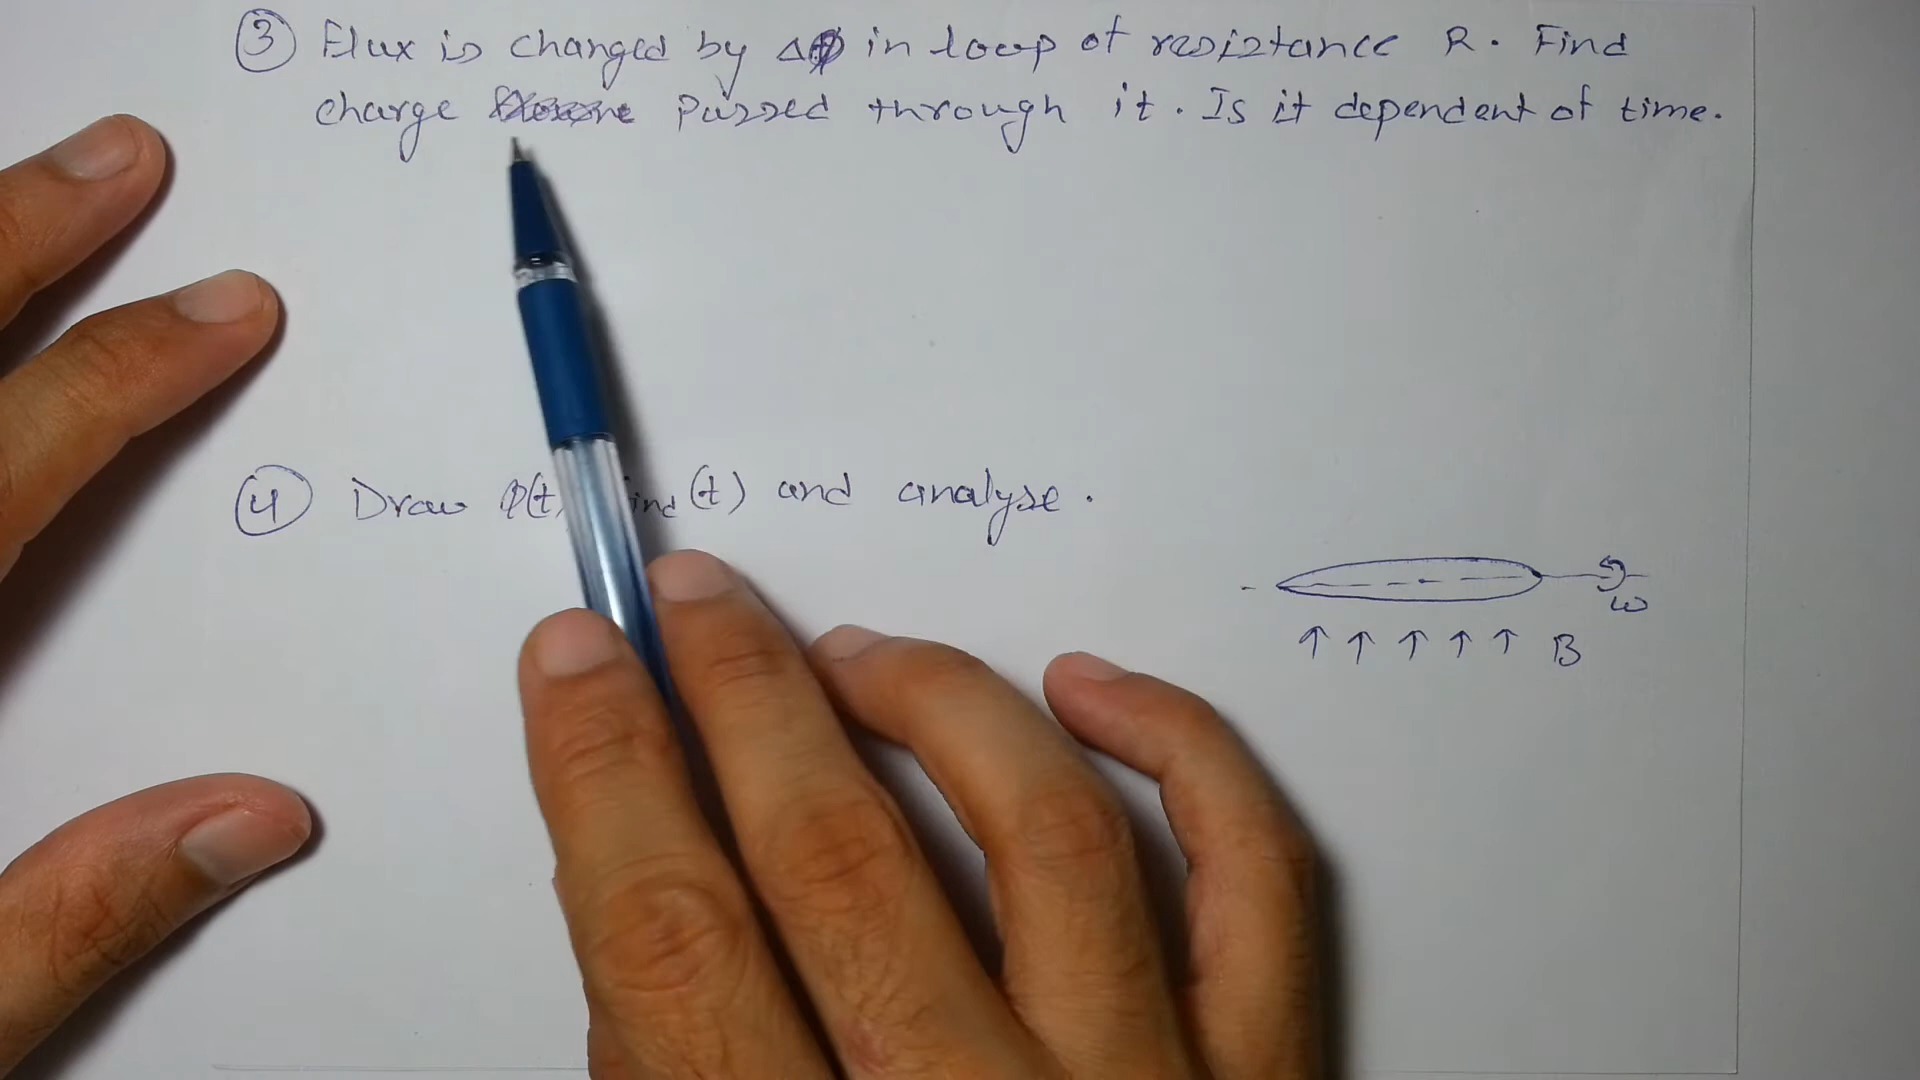 ③ Flux is changed by Δϕ in loop of resistance R. Find
charge passed through it. Is it dependent of time.
④ Draw ϕ(t, ind(t) and analyse.
ω
B